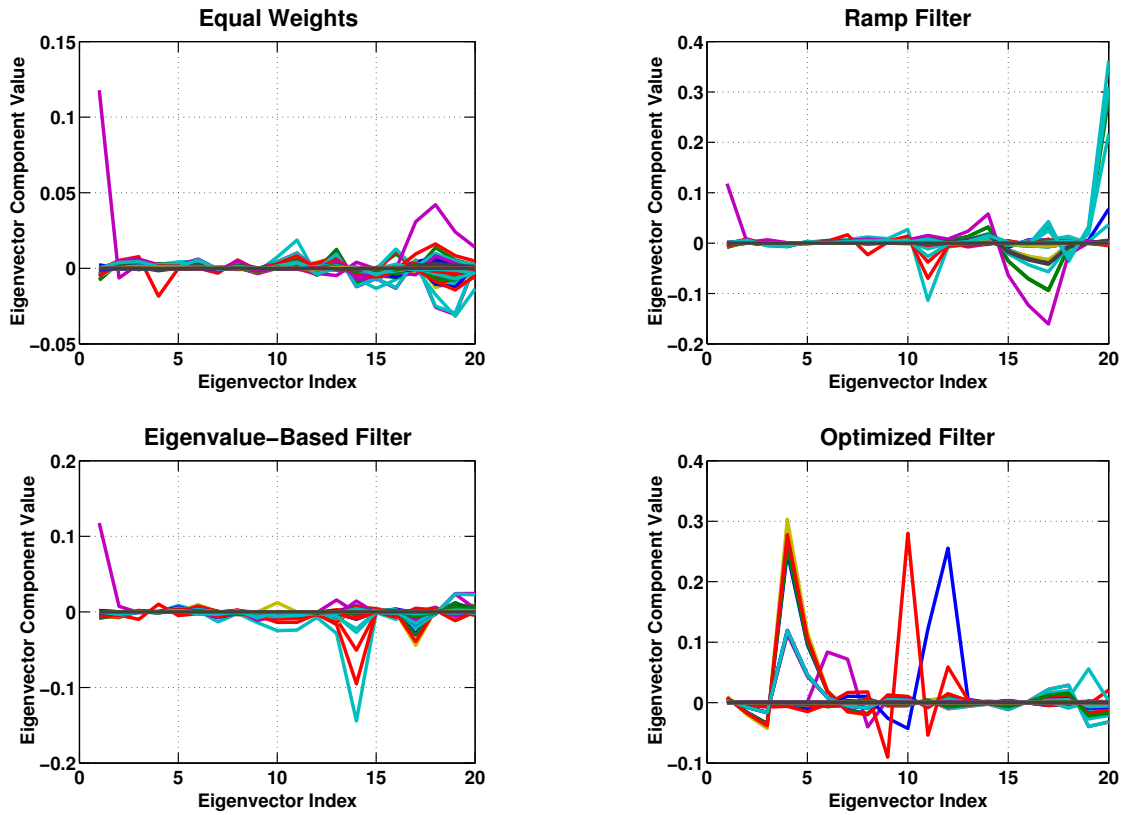 Equal Weights
Eigenvector Component Value
0.15
0.1
0.05
0
−0.05
0 5 10 15 20
Eigenvector Index
Ramp Filter
Eigenvector Component Value
0.4
0.3
0.2
0.1
0
−0.1
−0.2
0 5 10 15 20
Eigenvector Index
Eigenvalue−Based Filter
Eigenvector Component Value
0.2
0.1
0
−0.1
−0.2
0 5 10 15 20
Eigenvector Index
Optimized Filter
Eigenvector Component Value
0.4
0.3
0.2
0.1
0
−0.1
0 5 10 15 20
Eigenvector Index